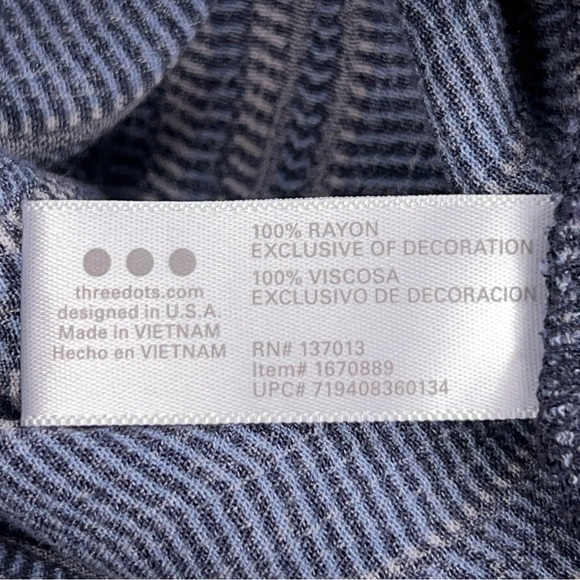 threedots.com
designed in U.S.A.
Made in VIETNAM
Hecho en VIETNAM
100% RAYON
EXCLUSIVE OF DECORATION
100% VISCOSA
EXCLUSIVO DE DECORACION
RN# 137013
Item# 1670889
UPC# 719408360134